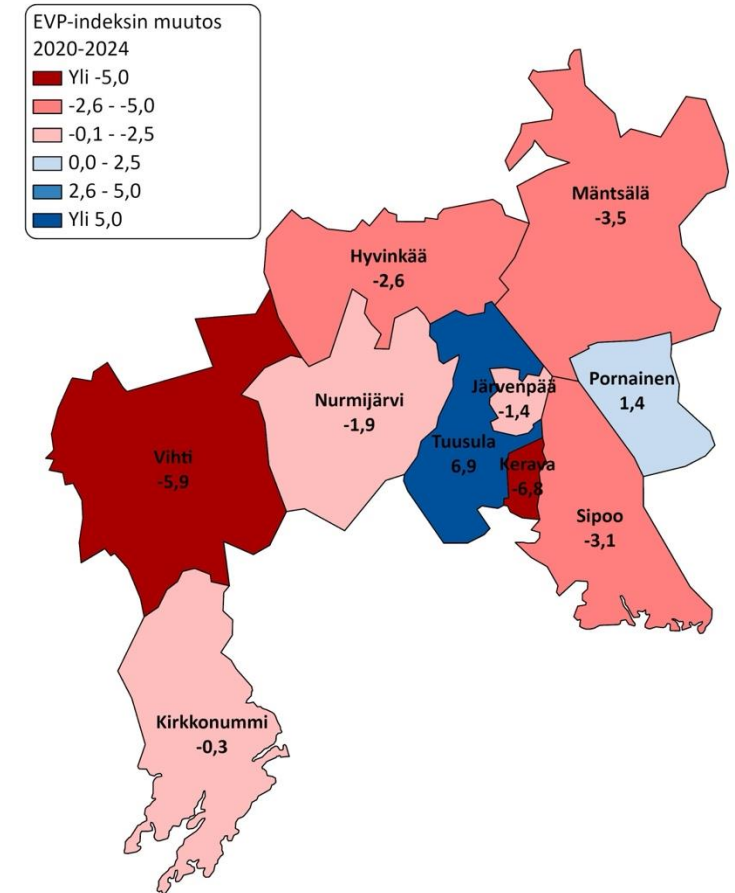 EVP-indeksin muutos
2020-2024
Yli -5,0
-2,6 - -5,0
-0,1 - -2,5
0,0 - 2,5
2,6 - 5,0
Yli 5,0
Mäntsälä
-3,5
Hyvinkää
-2,6
Pornainen
1,4
Järvenpää
-1,4
Nurmijärvi
-1,9
Tuusula
6,9
Kerava
-6,8
Vihti
-5,9
Sipoo
-3,1
Kirkkonummi
-0,3